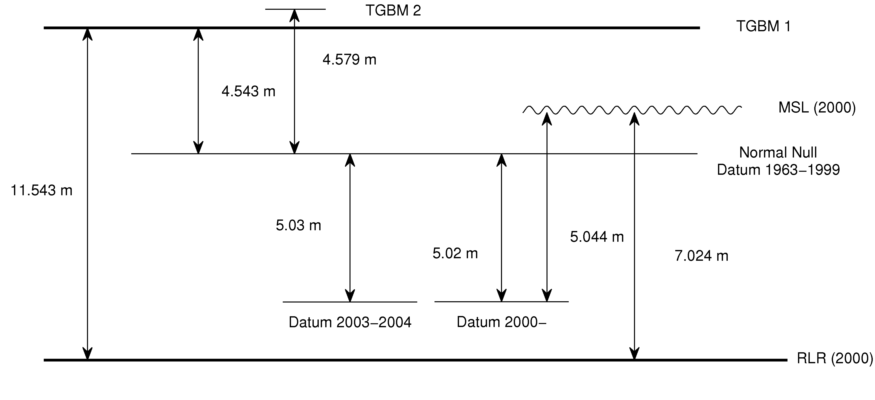 TGBM 2
TGBM 1
4.579 m
4.543 m
MSL (2000)
Normal Null
Datum 1963−1999
11.543 m
5.03 m
5.044 m
5.02 m
7.024 m
Datum 2003−2004
Datum 2000−
RLR (2000)